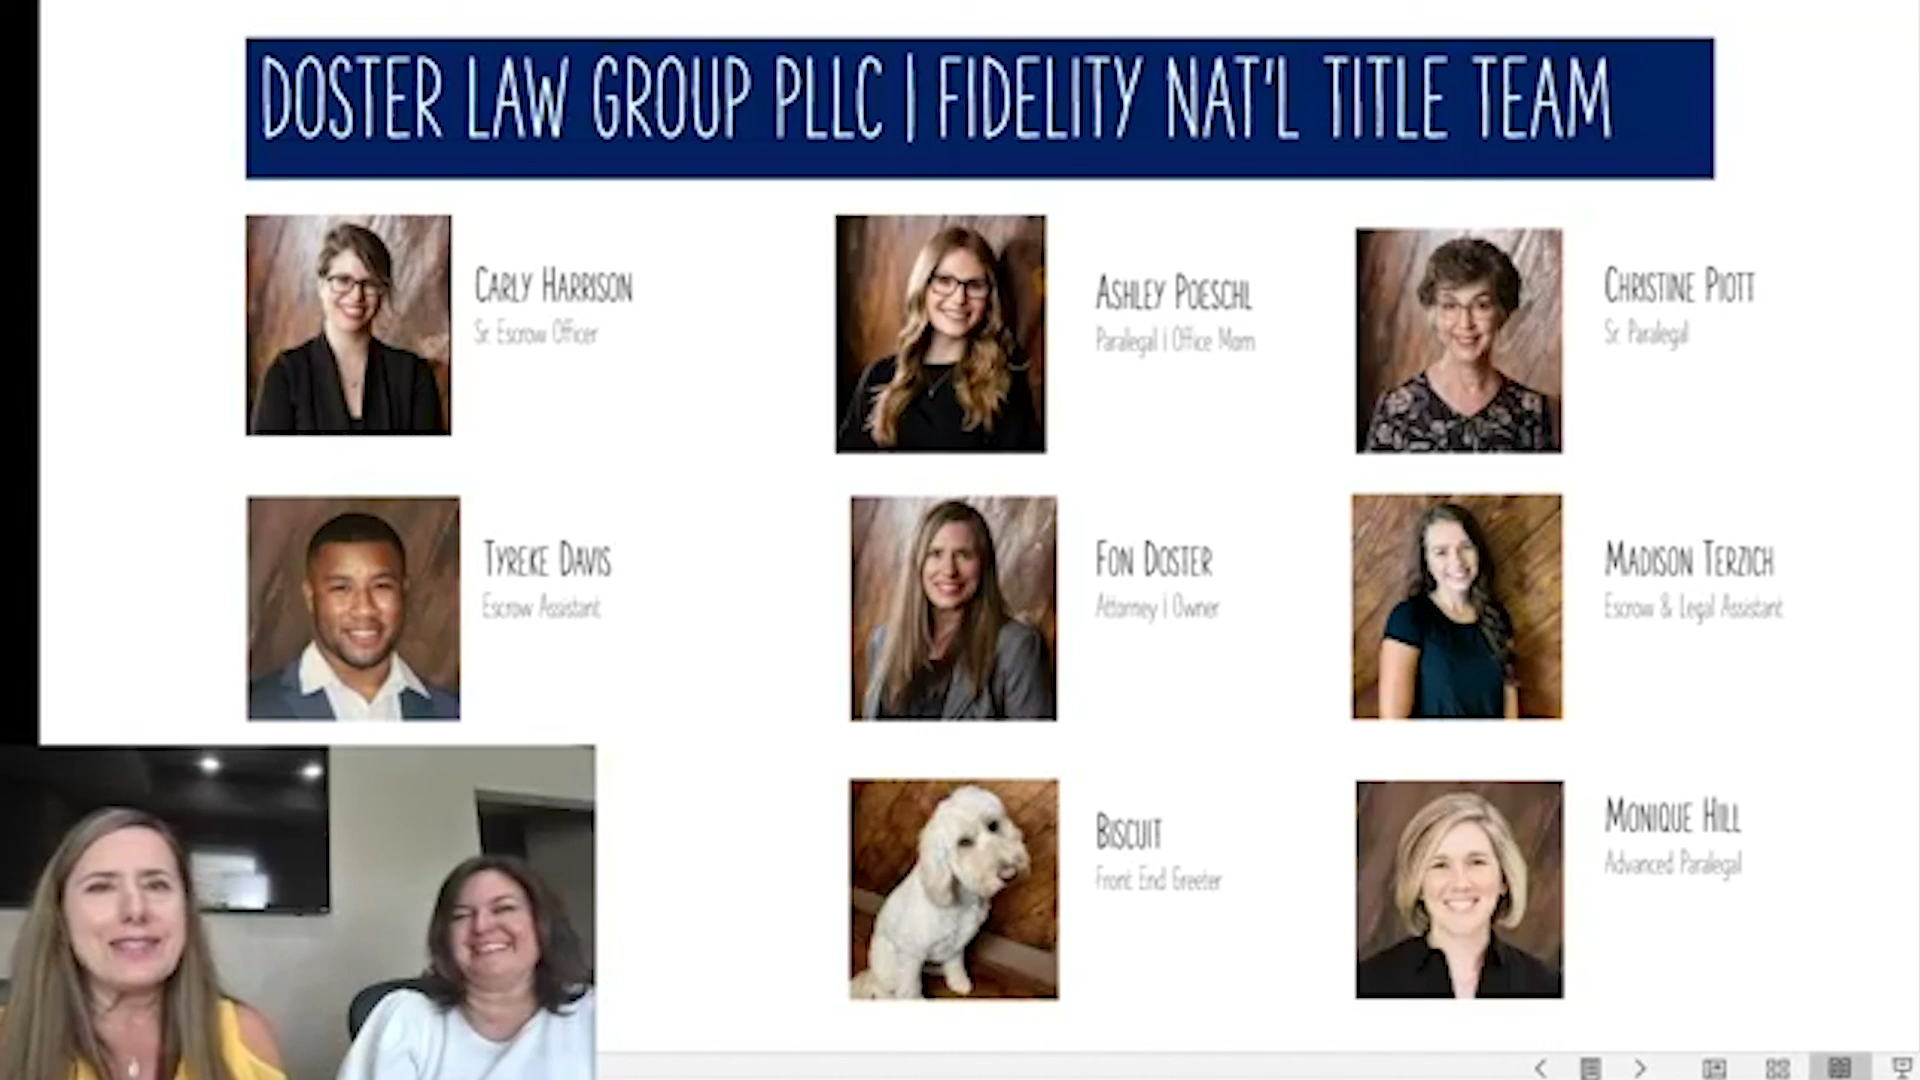 DOSTER LAW GROUP PLLC | FIDELITY NAT'L TITLE TEAM
CARLY HARRISON
Sr. Escrow Officer
ASHLEY POESCHL
Paralegal | Office Mom
CHRISTINE PIOTT
Sr. Paralegal
TYREKE DAVIS
Escrow Assistant
FON DOSTER
Attorney | Owner
MADISON TERZICH
Escrow & Legal Assistant
BISCUIT
Front End Greeter
MONIQUE HILL
Advanced Paralegal